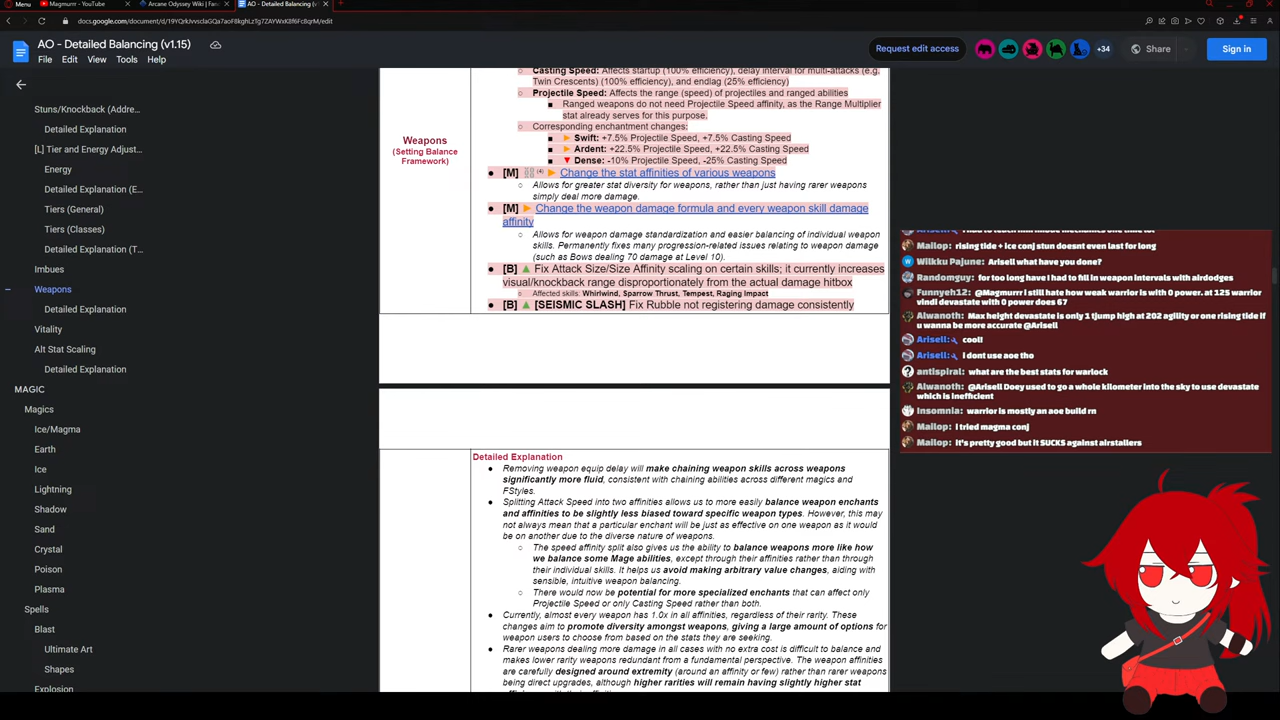 Menu
Magmurrr - YouTube
Arcane Odyssey Wiki | Fan
AO - Detailed Balancing (v1.15)
AO - Detailed Balancing (v1.15)
File Edit View Tools Help
Request edit access
+34
Share
Sign in
Stuns/Knockback (Addre...
Detailed Explanation
[L] Tier and Energy Adjust...
Energy
Detailed Explanation (E...
Tiers (General)
Tiers (Classes)
Detailed Explanation (T...
Imbues
Weapons
Detailed Explanation
Vitality
Alt Stat Scaling
Detailed Explanation
MAGIC
Magics
Ice/Magma
Earth
Ice
Lightning
Shadow
Sand
Crystal
Poison
Plasma
Spells
Blast
Ultimate Art
Shapes
Explosion
Weapons
(Setting Balance
Framework)
Casting Speed: Affects startup (100% efficiency), delay interval for multi-attacks (e.g.
Twin Crescents) (100% efficiency), and endlag (25% efficiency)
Projectile Speed: Affects the range (speed) of projectiles and ranged abilities
Ranged weapons do not need Projectile Speed affinity, as the Range Multiplier
stat already serves for this purpose.
Corresponding enchantment changes:
Swift: +7.5% Projectile Speed, +7.5% Casting Speed
Ardent: +22.5% Projectile Speed, +22.5% Casting Speed
Dense: -10% Projectile Speed, -25% Casting Speed
[M] (4) Change the stat affinities of various weapons
Allows for greater stat diversity for weapons, rather than just having rarer weapons
simply deal more damage.
[M] Change the weapon damage formula and every weapon skill damage
affinity
Allows for weapon damage standardization and easier balancing of individual weapon
skills. Permanently fixes many progression-related issues relating to weapon damage
(such as Bows dealing 70 damage at Level 10).
[B] Fix Attack Size/Size Affinity scaling on certain skills; it currently increases
visual/knockback range disproportionately from the actual damage hitbox
Affected skills: Whirlwind, Sparrow Thrust, Tempest, Raging Impact
[B] [SEISMIC SLASH] Fix Rubble not registering damage consistently
Detailed Explanation
Removing weapon equip delay will make chaining weapon skills across weapons
significantly more fluid, consistent with chaining abilities across different magics and
FStyles.
Splitting Attack Speed into two affinities allows us to more easily balance weapon enchants
and affinities to be slightly less biased toward specific weapon types. However, this may
not always mean that a particular enchant will be just as effective on one weapon as it would
be on another due to the diverse nature of weapons.
The speed affinity split also gives us the ability to balance weapons more like how
we balance some Mage abilities, except through their affinities rather than through
their individual skills. It helps us avoid making arbitrary value changes, aiding with
sensible, intuitive weapon balancing.
There would now be potential for more specialized enchants that can affect only
Projectile Speed or only Casting Speed rather than both.
Currently, almost every weapon has 1.0x in all affinities, regardless of their rarity. These
changes aim to promote diversity amongst weapons, giving a large amount of options for
weapon users to choose from based on the stats they are seeking.
Rarer weapons dealing more damage in all cases with no extra cost is difficult to balance and
makes lower rarity weapons redundant from a fundamental perspective. The weapon affinities
are carefully designed around extremity (around an affinity or few) rather than rarer weapons
being direct upgrades, although higher rarities will remain having slightly higher stat
Mailop: rising tide + ice conj stun doesnt even last for long
Wilkku Pajune: Arisell what have you done?
Randomguy: for too long have I had to fill in weapon intervals with airdodges
Funnyeh12: @Magmurrr i still hate how weak warrior is with 0 power. at 125 warrior
vindi devastate with 0 power does 67
Alwanoth: Max height devastate is only 1 tjump high at 202 agility or one rising tide if
u wanna be more accurate @Arisell
Arisell: cool!
Arisell: i dont use aoe tho
antispiral: what are the best stats for warlock
Alwanoth: @Arisell Doey used to go a whole kilometer into the sky to use devastate
which is inefficient
Insomnia: warrior is mostly an aoe build rn
Mailop: i tried magma conj
Mailop: it's pretty good but it SUCKS against airstallers